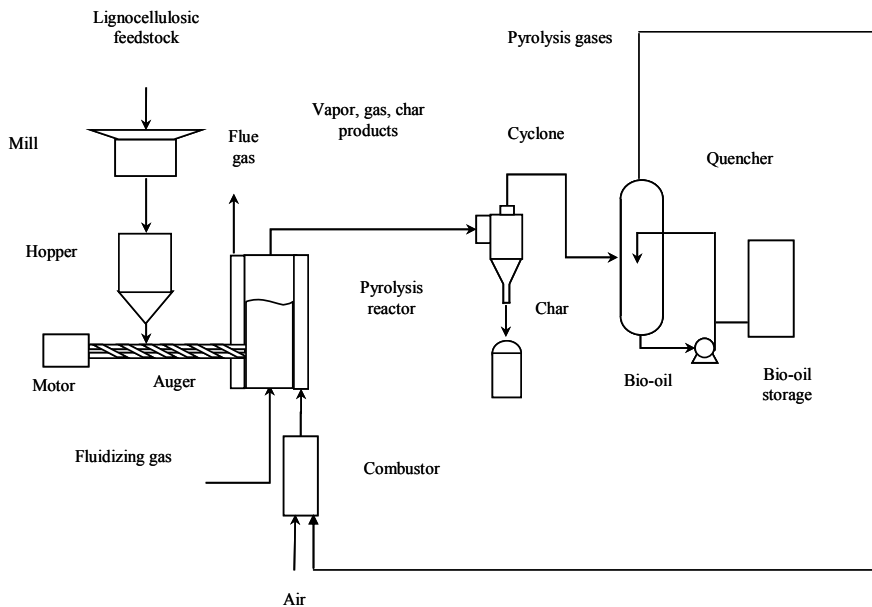 Lignocellulosic
feedstock
Pyrolysis gases
Vapor, gas, char
products
Mill
Flue
gas
Cyclone
Quencher
Hopper
Pyrolysis
reactor
Char
Motor
Auger
Bio-oil
Bio-oil
storage
Fluidizing gas
Combustor
Air